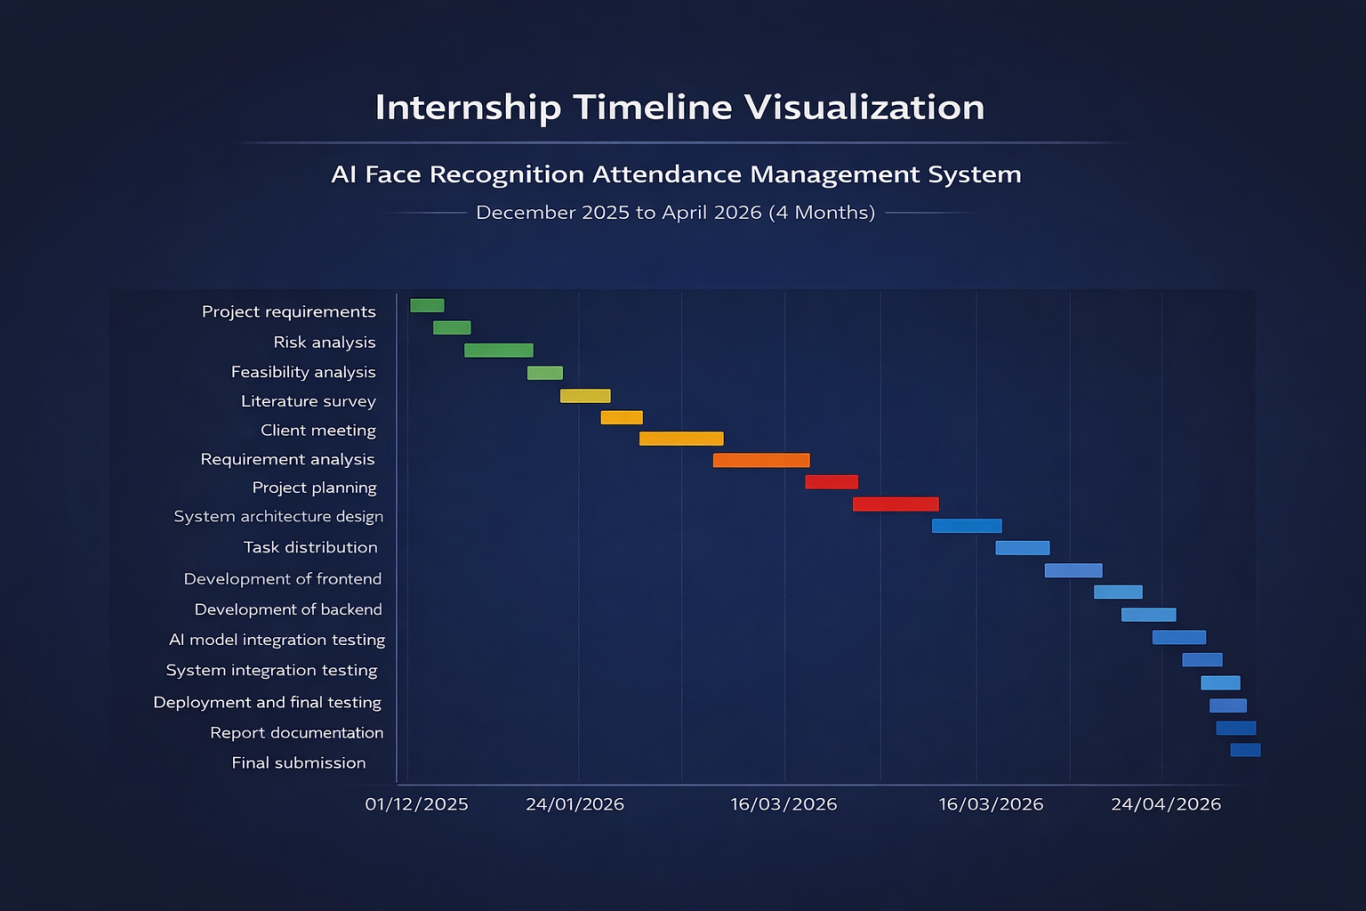 Internship Timeline Visualization
AI Face Recognition Attendance Management System
December 2025 to April 2026 (4 Months)
Project requirements
Risk analysis
Feasibility analysis
Literature survey
Client meeting
Requirement analysis
Project planning
System architecture design
Task distribution
Development of frontend
Development of backend
AI model integration testing
System integration testing
Deployment and final testing
Report documentation
Final submission
01/12/2025 24/01/2026 16/03/2026 16/03/2026 24/04/2026